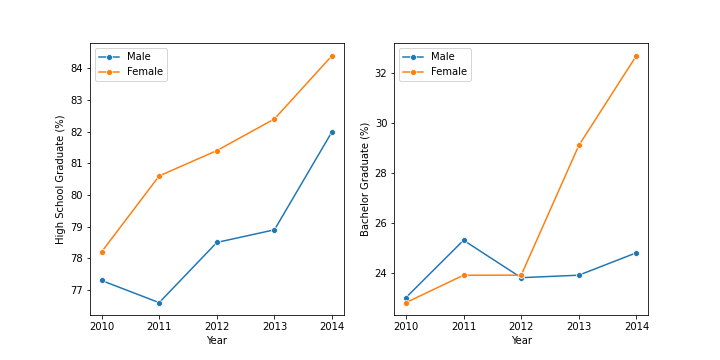 Male
Female
84
83
82
81
80
79
78
77
High School Graduate (%)
2010 2011 2012 2013 2014
Year
Male
Female
32
30
28
26
24
Bachelor Graduate (%)
2010 2011 2012 2013 2014
Year